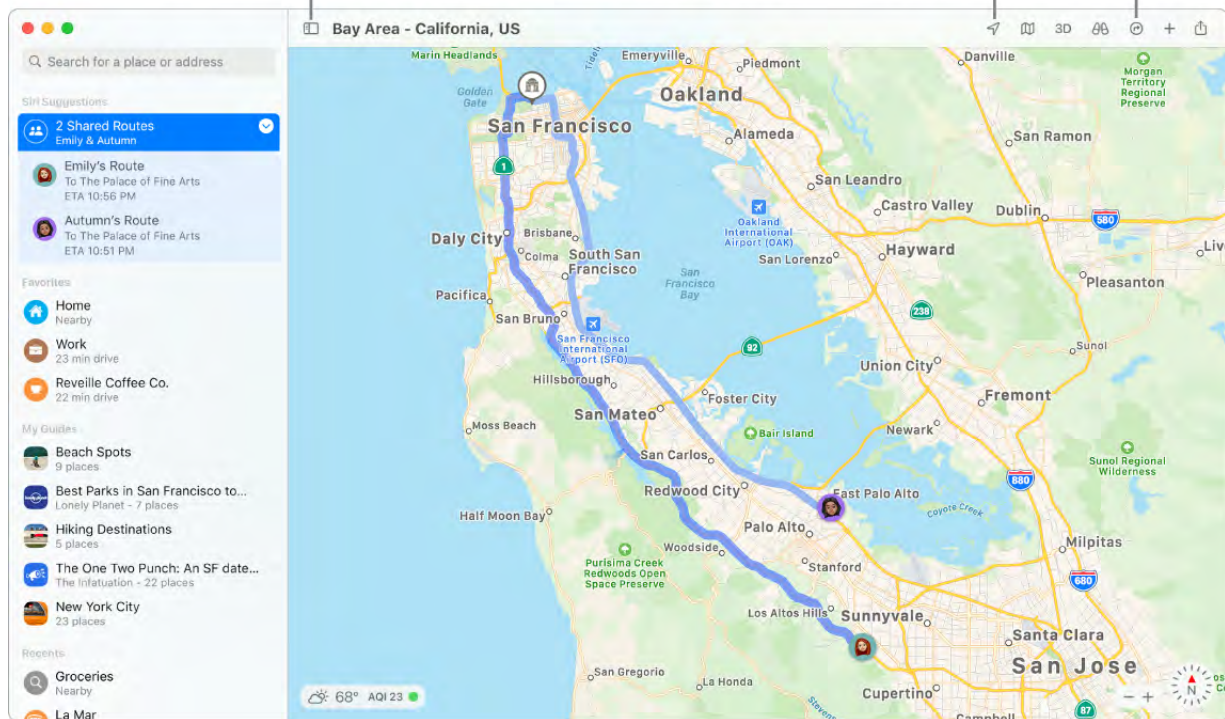 Bay Area - California, US
3D
Search for a place or address
Siri Suggestions
2 Shared Routes
Emily & Autumn
Emily's Route
To The Palace of Fine Arts
ETA 10:56 PM
Autumn's Route
To The Palace of Fine Arts
ETA 10:51 PM
Favorites
Home
Nearby
Work
23 min drive
Reveille Coffee Co.
22 min drive
My Guides
Beach Spots
9 places
Best Parks in San Francisco to...
Lonely Planet - 7 places
Hiking Destinations
5 places
The One Two Punch: An SF date...
The Infatuation - 22 places
New York City
23 places
Recents
Groceries
Nearby
La Mar
Marin Headlands
Emeryville
Piedmont
Danville
Morgan
Territory
Regional
Preserve
Golden
Gate
Oakland
San Francisco
Alameda
San Ramon
1
San Leandro
Castro Valley
Dublin
580
Oakland
International
Airport (OAK)
Daly City
Brisbane
Colma
South San
Francisco
San Lorenzo
Hayward
San
Francisco
Bay
Pleasanton
Pacifica
San Bruno
238
San Francisco
International
Airport (SFO)
92
Sunol
Union City
Hillsborough
Foster City
Fremont
San Mateo
Moss Beach
Bair Island
Newark
San Carlos
Sunol Regional
Wilderness
880
Redwood City
East Palo Alto
Half Moon Bay
Coyote Creek
Palo Alto
Milpitas
Woodside
Purisima Creek
Redwoods Open
Space Preserve
Stanford
680
Los Altos Hills
Sunnyvale
Santa Clara
San Jose
San Gregorio
La Honda
Cupertino
N
68° AQI 23
87